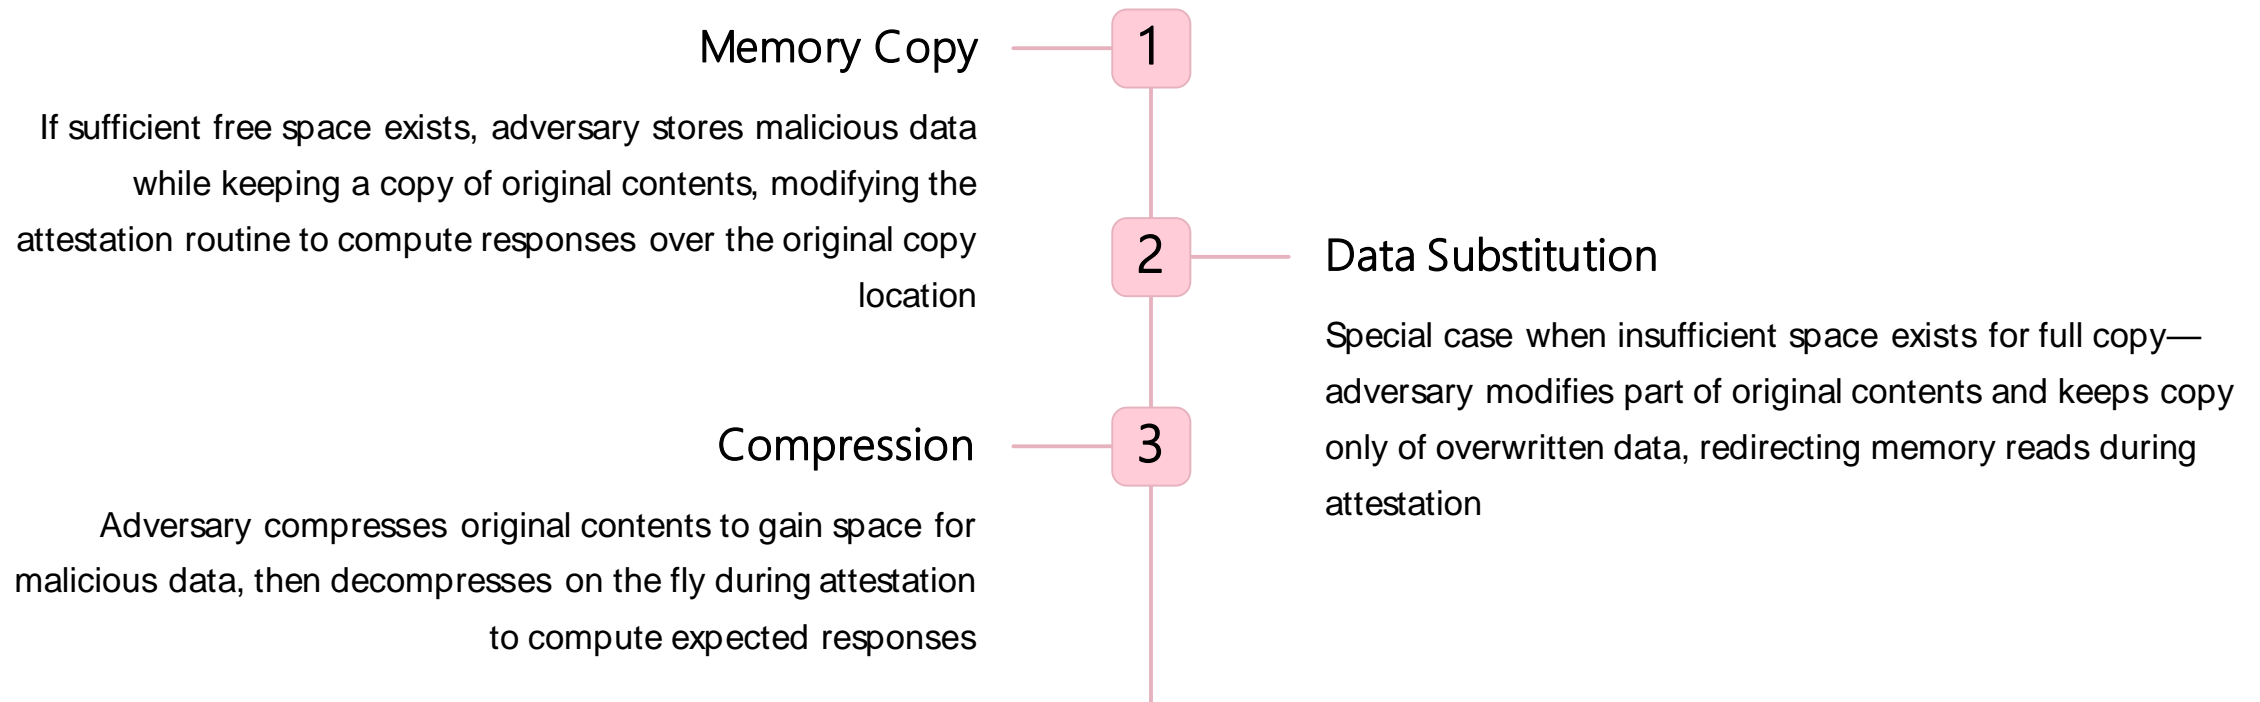 Memory Copy
1
If sufficient free space exists, adversary stores malicious data
while keeping a copy of original contents, modifying the
attestation routine to compute responses over the original copy
location
2
Data Substitution
Special case when insufficient space exists for full copy—
adversary modifies part of original contents and keeps copy
only of overwritten data, redirecting memory reads during
attestation
Compression
3
Adversary compresses original contents to gain space for
malicious data, then decompresses on the fly during attestation
to compute expected responses